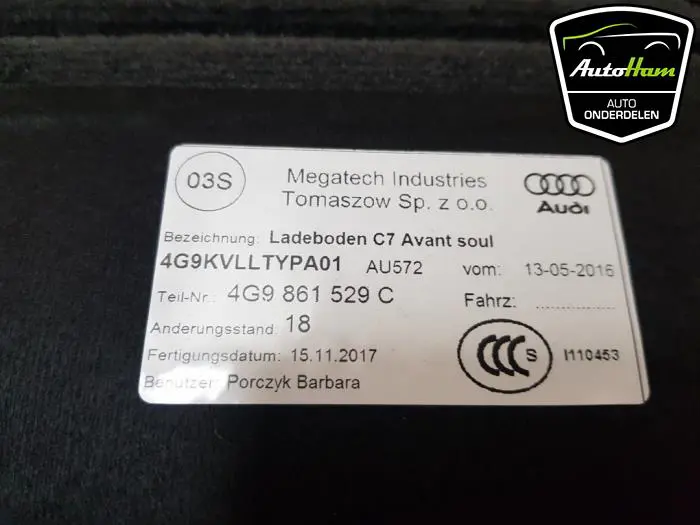 AutoHam
AUTO
ONDERDELEN
03S
Megatech Industries
Tomaszow Sp. z o.o.
Audi
Bezeichnung: Ladeboden C7 Avant soul
4G9KVLLTYPA01 AU572 vom: 13-05-2016
Teil-Nr.: 4G9 861 529 C Fahrz:
Änderungsstand: 18
CCC S I110453
Fertigungsdatum: 15.11.2017
Benutzer: Porczyk Barbara